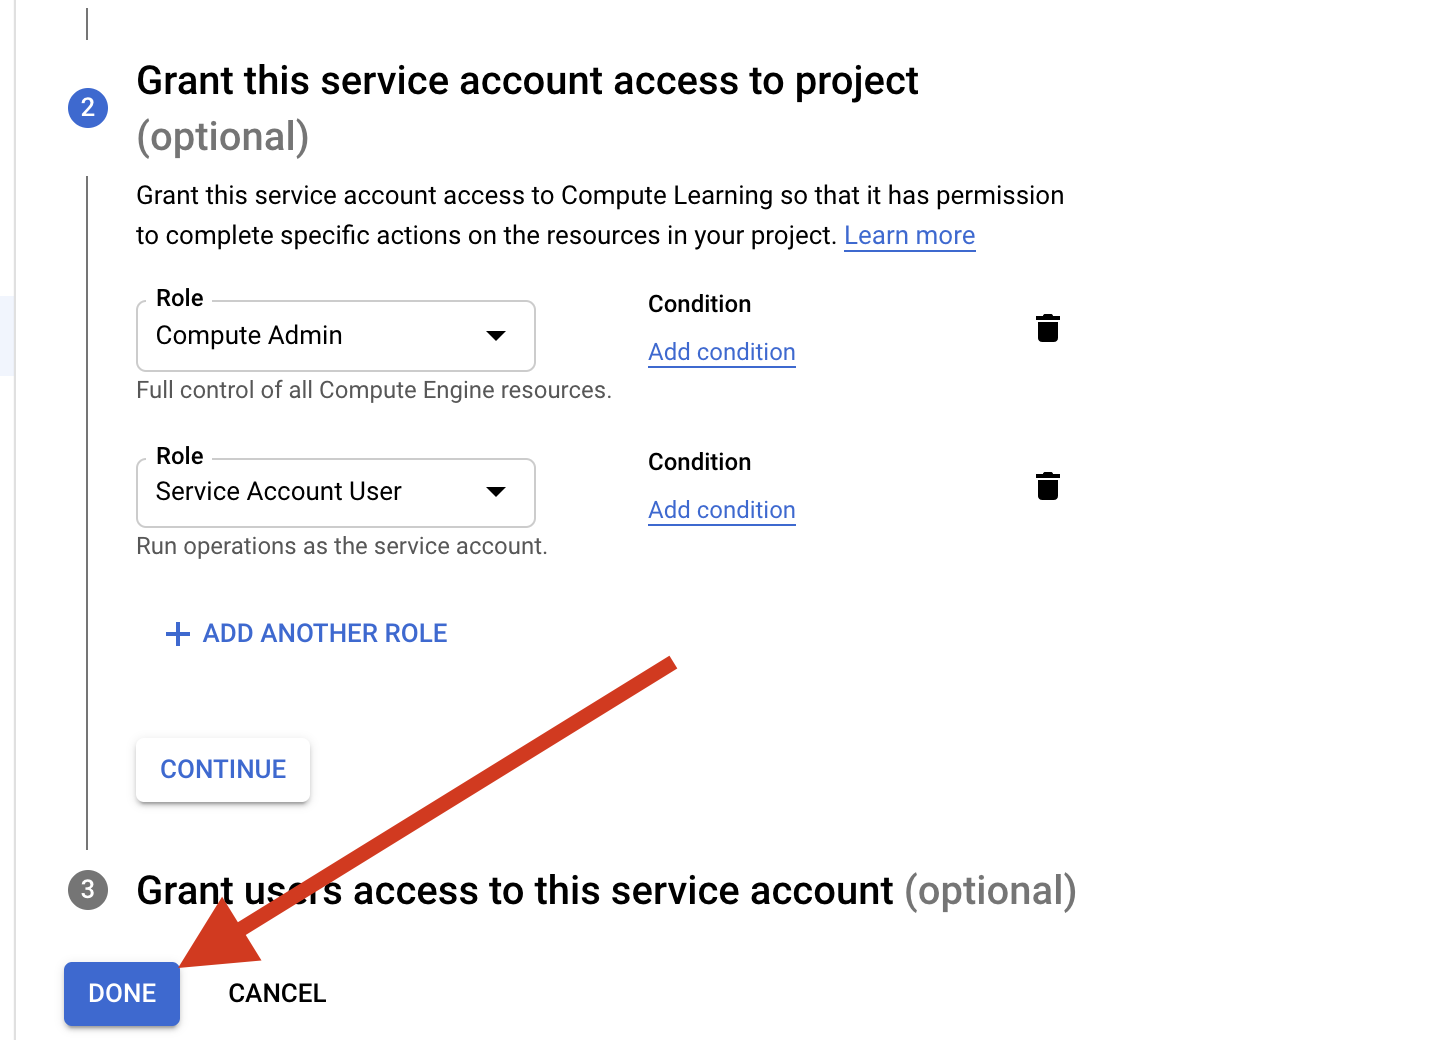 2
Grant this service account access to project
(optional)
Grant this service account access to Compute Learning so that it has permission
to complete specific actions on the resources in your project. Learn more
Role
Compute Admin
Condition
Add condition
Full control of all Compute Engine resources.
Role
Service Account User
Condition
Add condition
Run operations as the service account.
ADD ANOTHER ROLE
CONTINUE
3
Grant users access to this service account (optional)
DONE
CANCEL